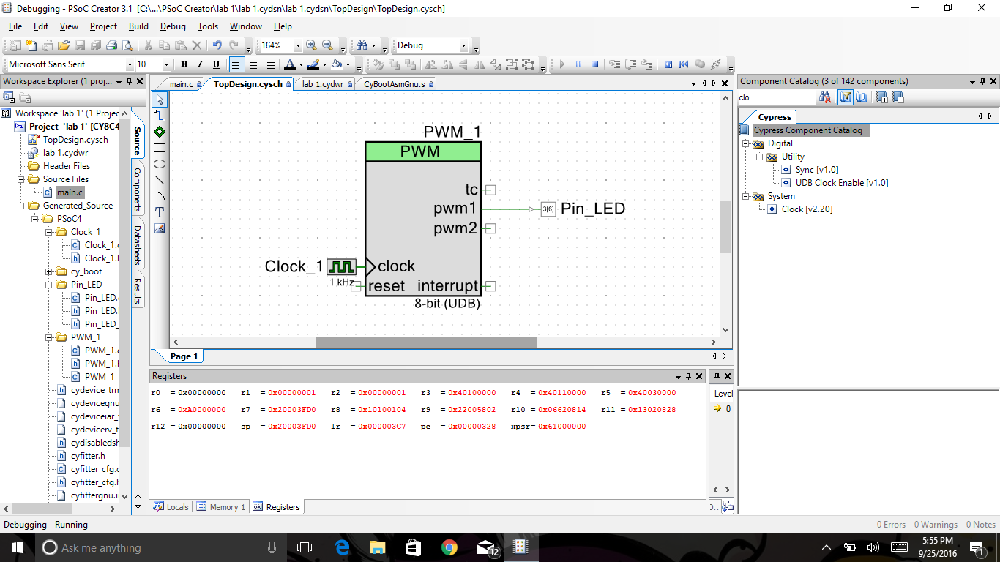 Debugging - PSoC Creator 3.1 [C:\...\PSoC Creator\lab 1\lab 1.cydsn\lab 1.cydsn\TopDesign\TopDesign.cysch]
File Edit View Project Build Debug Tools Window Help
164% Debug
Microsoft Sans Serif 10 B I U A T
Workspace Explorer (1 proj...
Workspace 'lab 1' (1 Projec
Project 'lab 1' [CY8C4
TopDesign.cysch
lab 1.cydwr
Header Files
Source Files
main.c
Generated_Source
PSoC4
Clock_1
Clock_1.
Clock_1.
cy_boot
Pin_LED
Pin_LED.
Pin_LED.
Pin_LED_
PWM_1
PWM_1.
PWM_1.
PWM_1_
cydevice_trm
cydevicegnu
cydeviceiar_
cydevicerv_t
cydisabledsh
cyfitter.h
cyfitter_cfg.c
cyfitter_cfg.h
cyfittergnu.i
Source
Components
Datasheets
Results
main.c TopDesign.cysch lab 1.cydwr CyBootAsmGnu.s
PWM_1
PWM
tc
pwm1 3[6] Pin_LED
pwm2
Clock_1 clock
1 kHz reset interrupt
8-bit (UDB)
Page 1
Registers
r0 = 0x00000000 r1 = 0x00000001 r2 = 0x00000001 r3 = 0x40100000 r4 = 0x40110000 r5 = 0x40030000
r6 = 0xA0000000 r7 = 0x20003FD0 r8 = 0x10100104 r9 = 0x22005802 r10 = 0x06620814 r11 = 0x13020828
r12 = 0x00000000 sp = 0x20003FD0 lr = 0x000003C7 pc = 0x00000328 xpsr= 0x61000000
Level
0
Locals Memory 1 Registers
Component Catalog (3 of 142 components)
clo
Cypress
Cypress Component Catalog
Digital
Utility
Sync [v1.0]
UDB Clock Enable [v1.0]
System
Clock [v2.20]
Debugging - Running 0 Errors 0 Warnings 0 Notes
Ask me anything 12 5:55 PM
9/25/2016 1